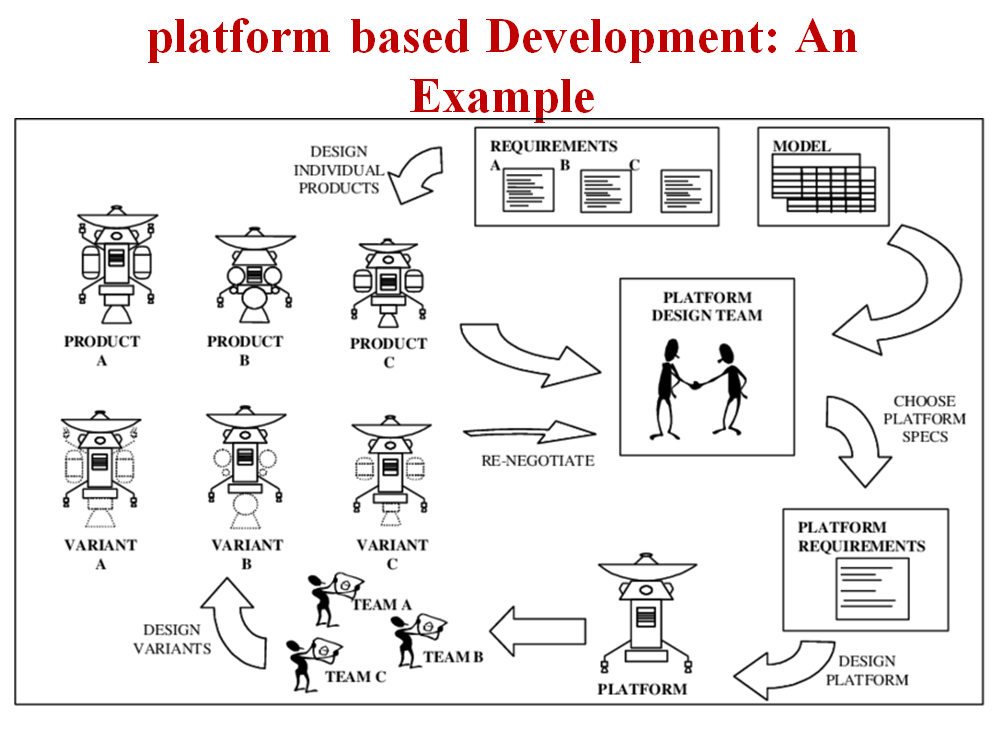 platform based Development: An
Example
DESIGN
INDIVIDUAL
PRODUCTS
REQUIREMENTS
A B C
MODEL
PRODUCT
A
PRODUCT
B
PRODUCT
C
PLATFORM
DESIGN TEAM
CHOOSE
PLATFORM
SPECS
RE-NEGOTIATE
VARIANT
A
VARIANT
B
VARIANT
C
PLATFORM
REQUIREMENTS
DESIGN
VARIANTS
TEAM A
TEAM B
TEAM C
PLATFORM
DESIGN
PLATFORM